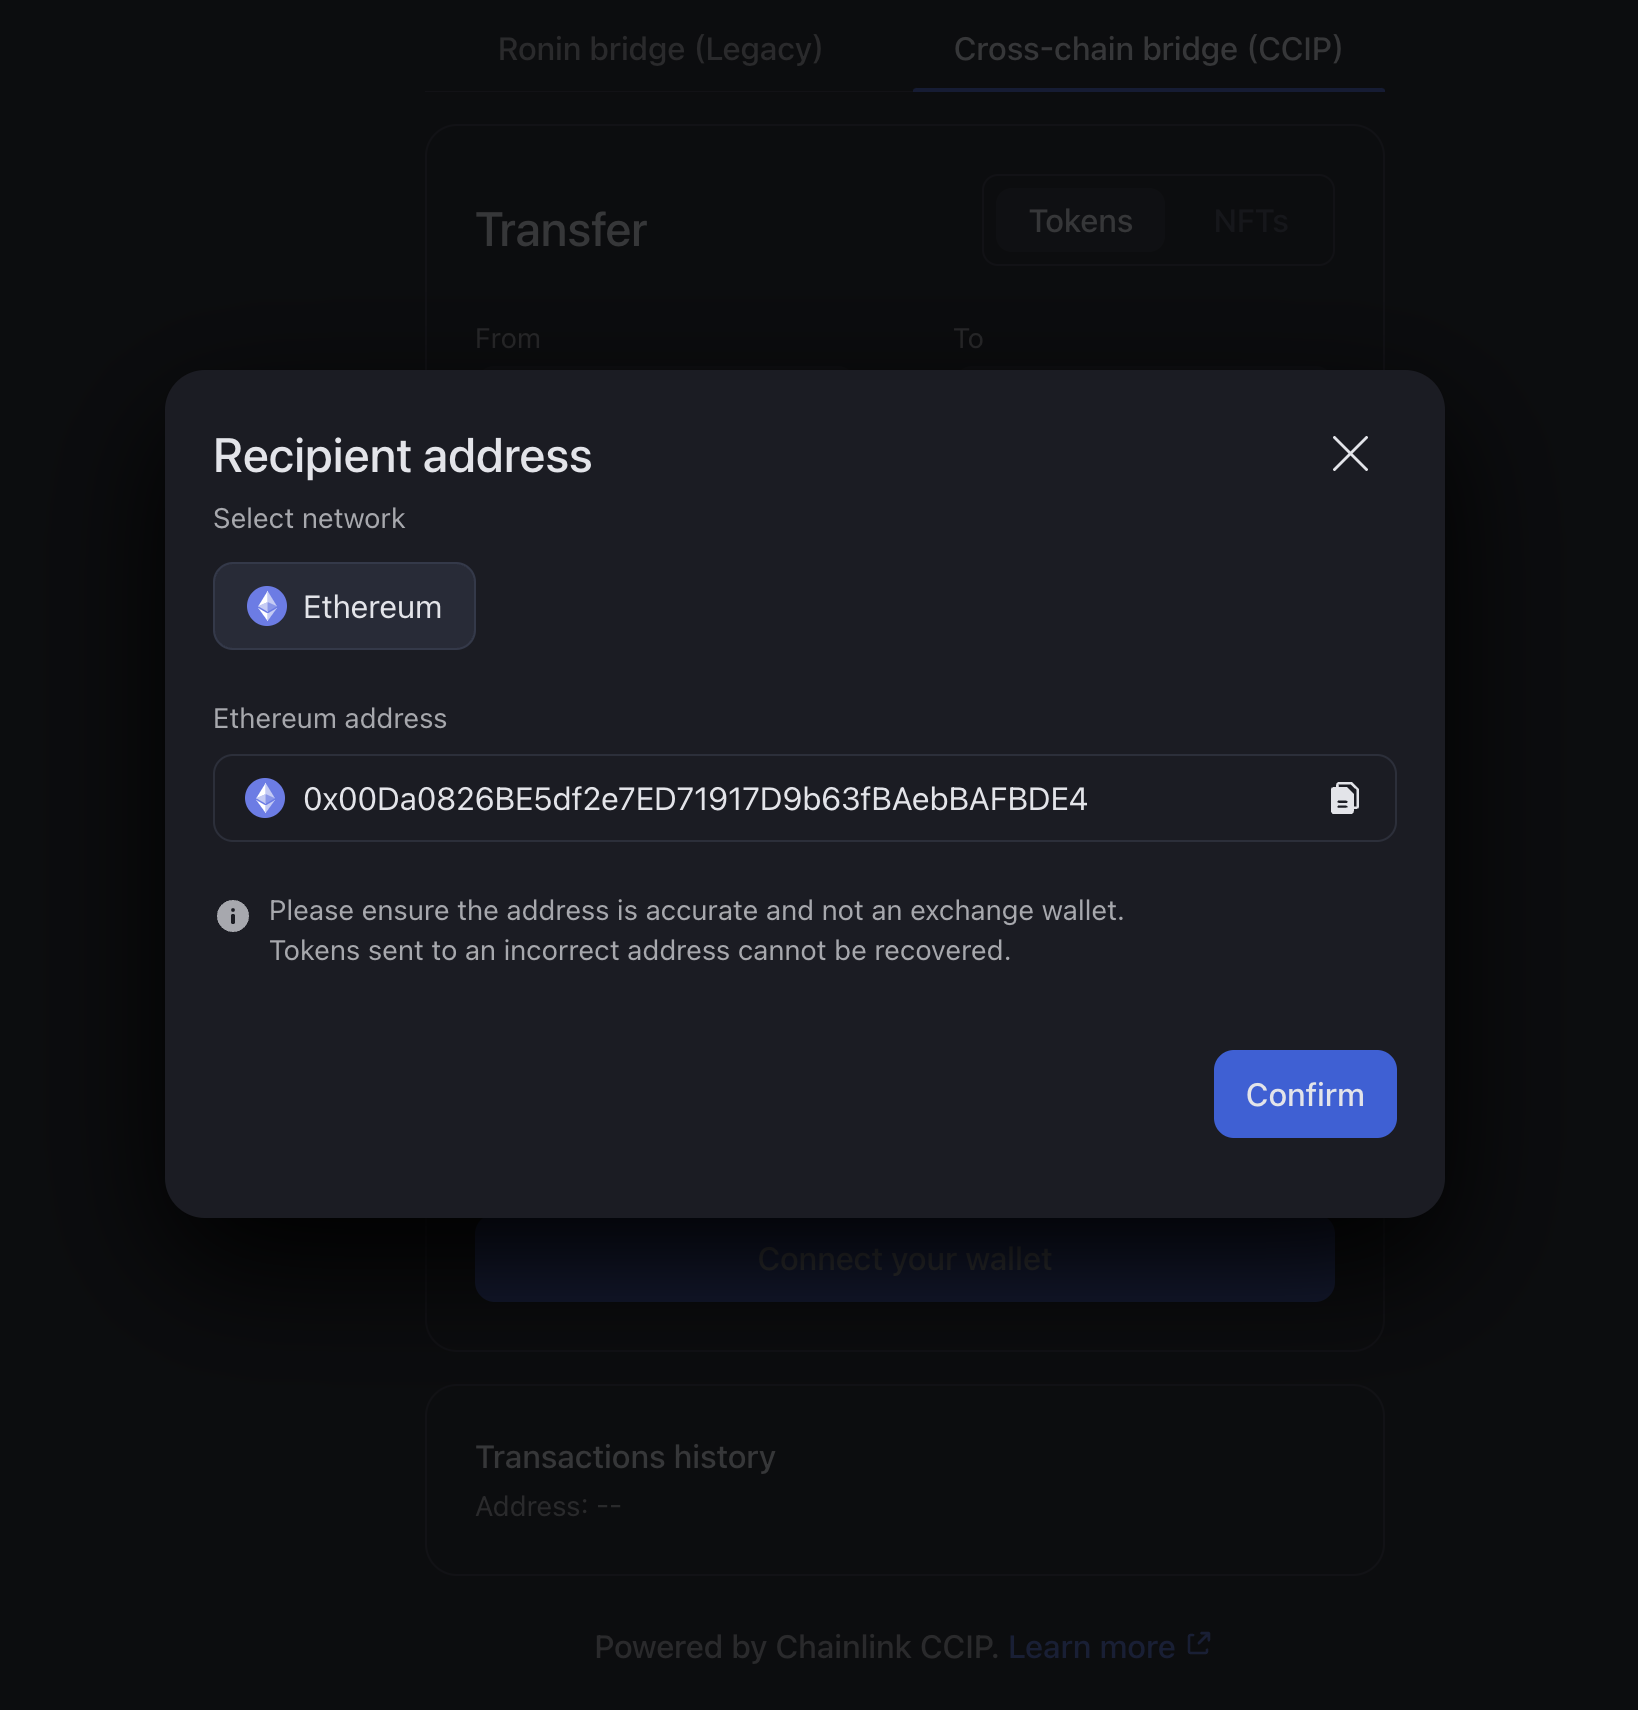 Ronin bridge (Legacy)
Cross-chain bridge (CCIP)
Transfer
Tokens
NFTs
From
To
Recipient address
Select network
Ethereum
Ethereum address
0x00Da0826BE5df2e7ED71917D9b63fBAebBAFBDE4
Please ensure the address is accurate and not an exchange wallet.
Tokens sent to an incorrect address cannot be recovered.
Confirm
Connect your wallet
Transactions history
Address: --
Powered by Chainlink CCIP. Learn more